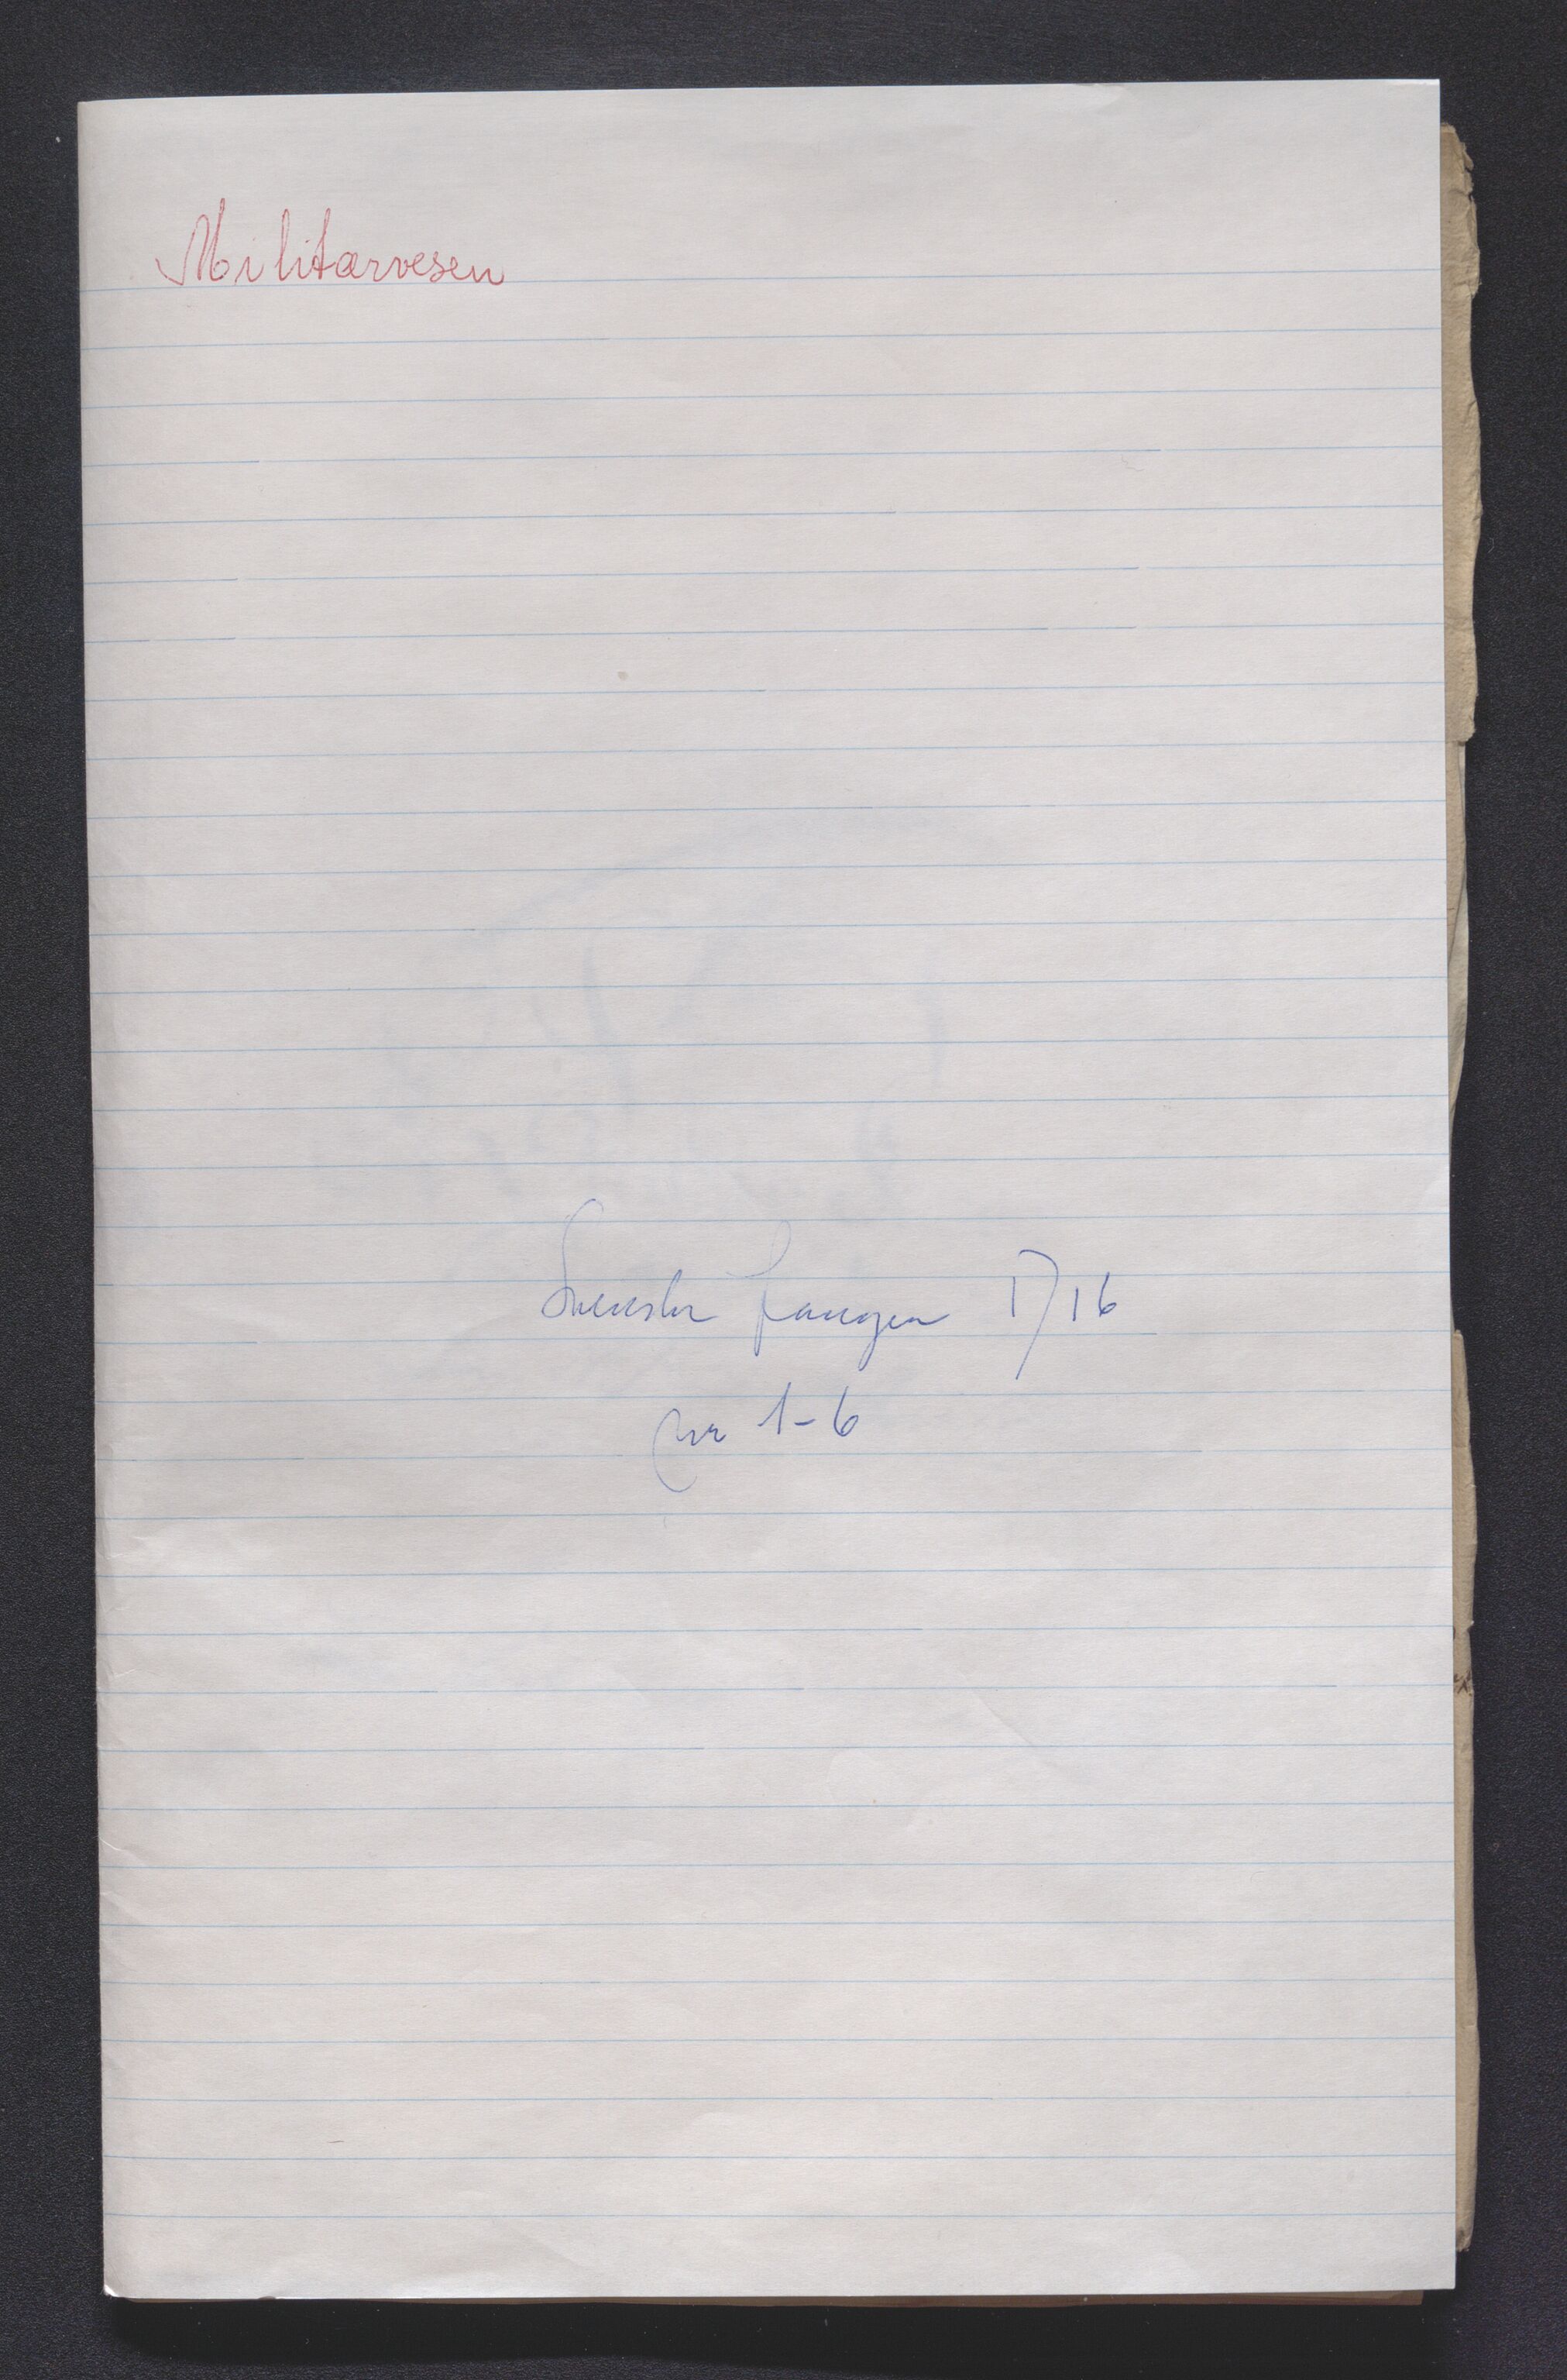 Militærvesen
Svenske fanger 1716
nr 1-6